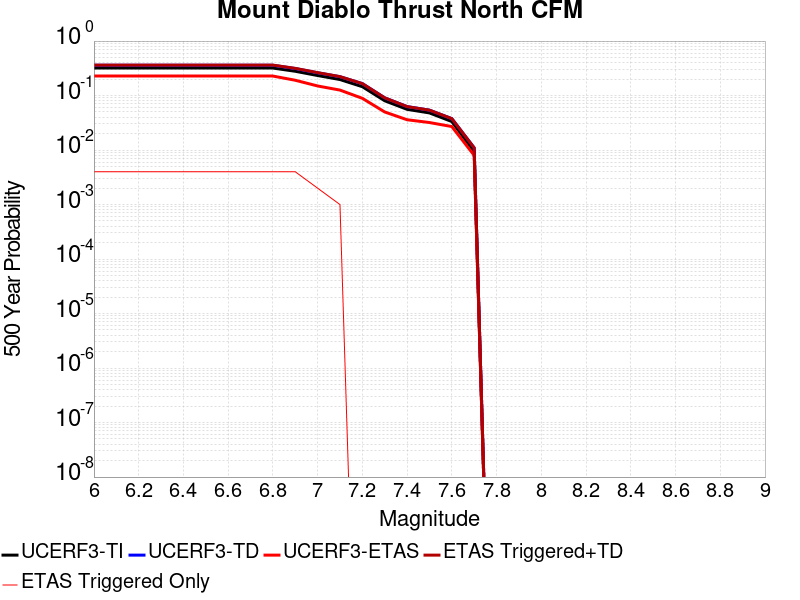 Mount Diablo Thrust North CFM
10^0
10^-1
10^-2
10^-3
10^-4
10^-5
10^-6
10^-7
10^-8
500 Year Probability
6 6.2 6.4 6.6 6.8 7 7.2 7.4 7.6 7.8 8 8.2 8.4 8.6 8.8 9
Magnitude
UCERF3-TI UCERF3-TD UCERF3-ETAS ETAS Triggered+TD
ETAS Triggered Only